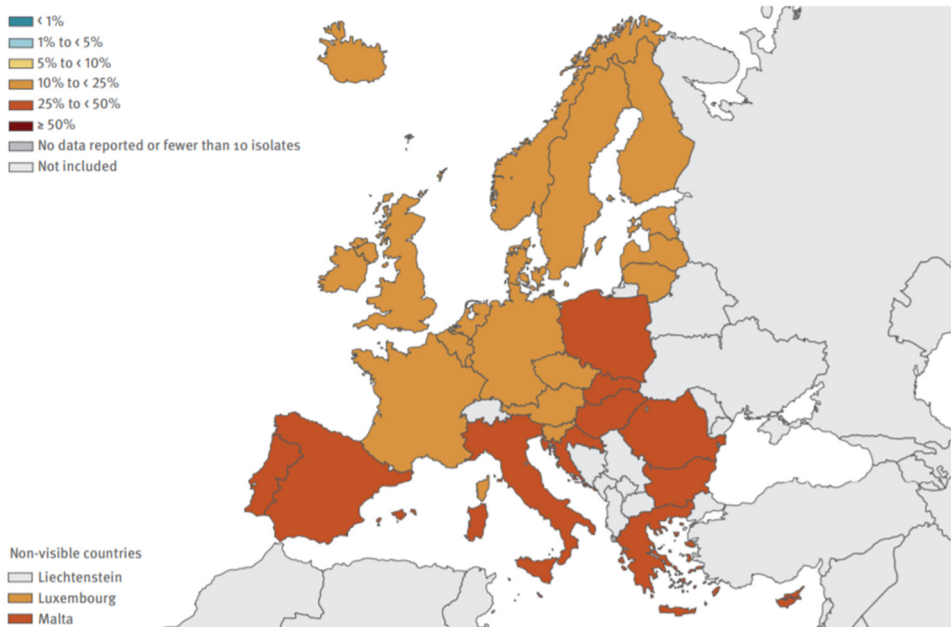 < 1%
1% to < 5%
5% to < 10%
10% to < 25%
25% to < 50%
≥ 50%
No data reported or fewer than 10 isolates
Not included
Non-visible countries
Liechtenstein
Luxembourg
Malta